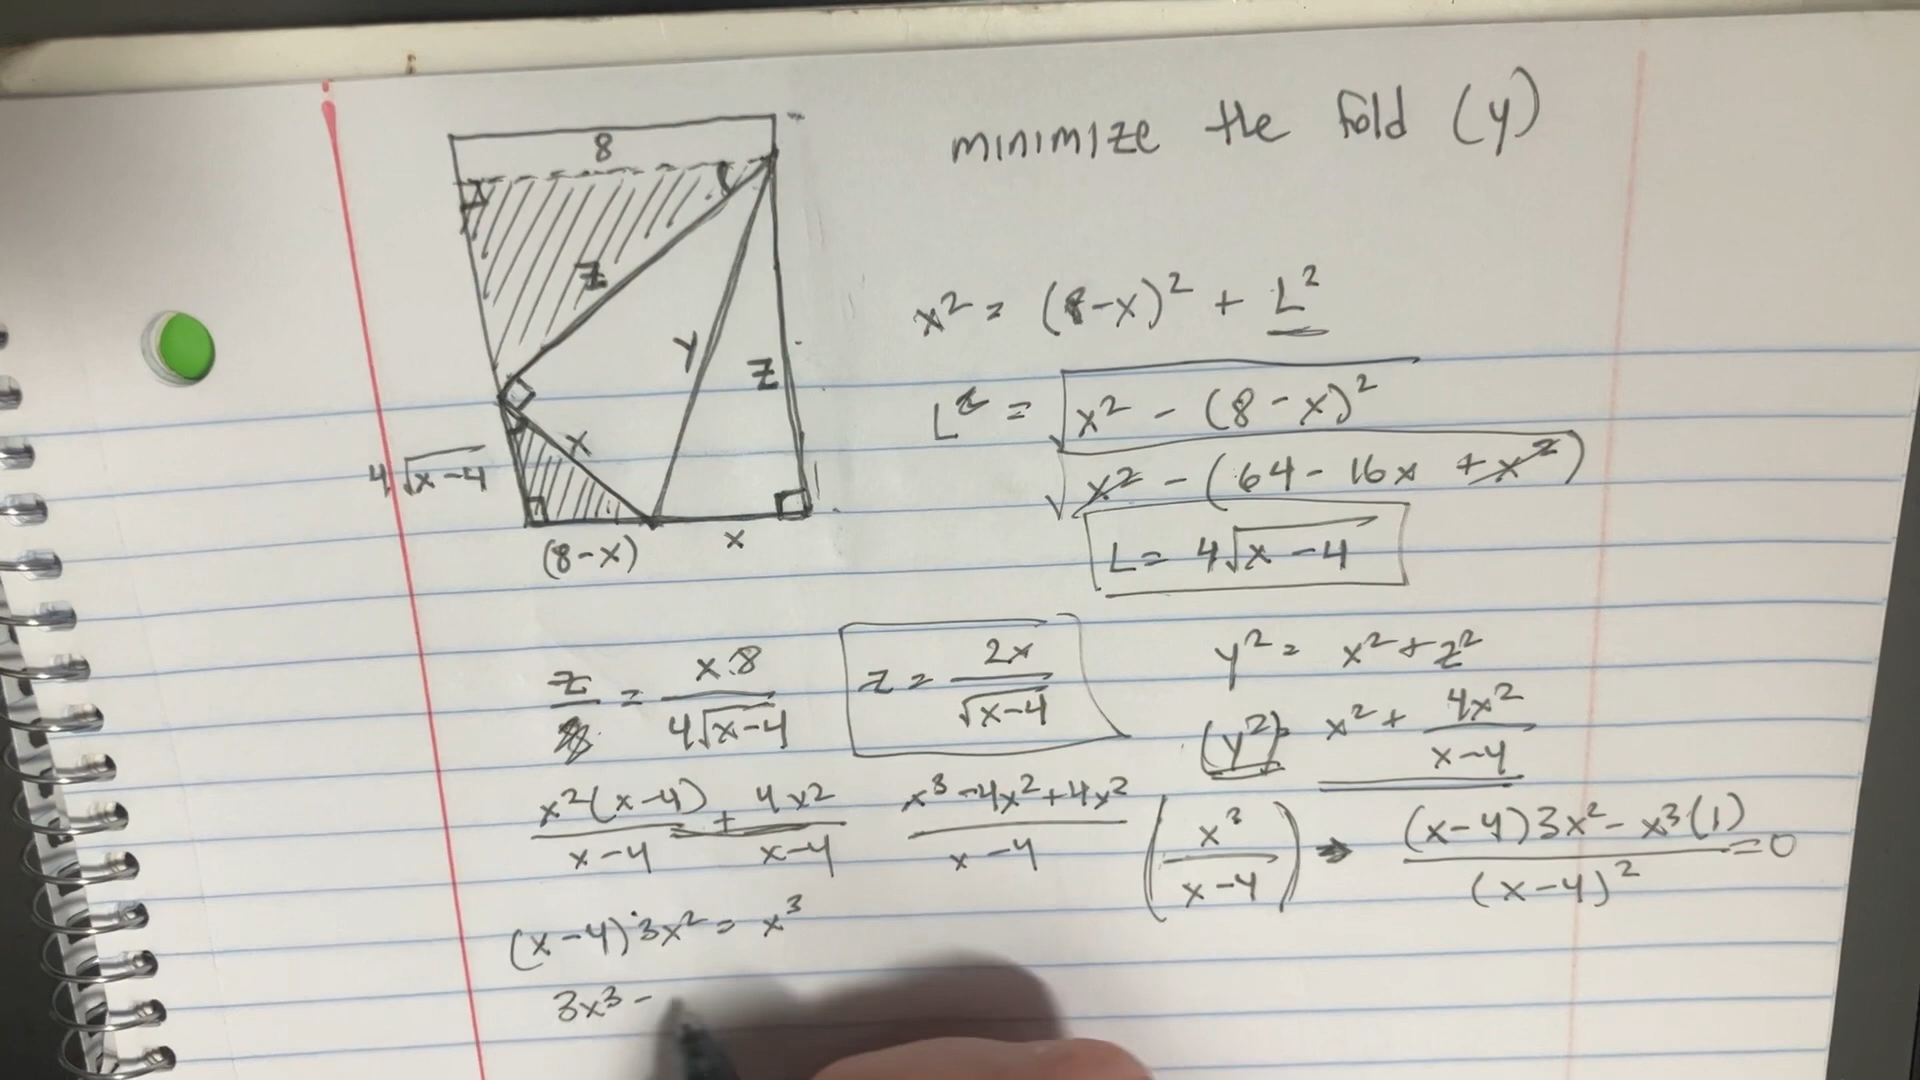 minimize the fold (y)
8
z
y
z
x
4√(x-4)
(8-x)
x
x² = (8-x)² + L²
L² = √(x² - (8-x)²)
√(x² - (64 - 16x + x²))
L = 4√(x-4)
z/8 = x·8/(4√(x-4))
z = 2x/√(x-4)
y² = x² + z²
(y²) = x² + 4x²/(x-4)
x²(x-4)/(x-4) + 4x²/(x-4)
(x³-4x²+4x²)/(x-4)
(x³/(x-4)) → ((x-4)3x² - x³(1))/(x-4)² = 0
(x-4)·3x² = x³
3x³ -